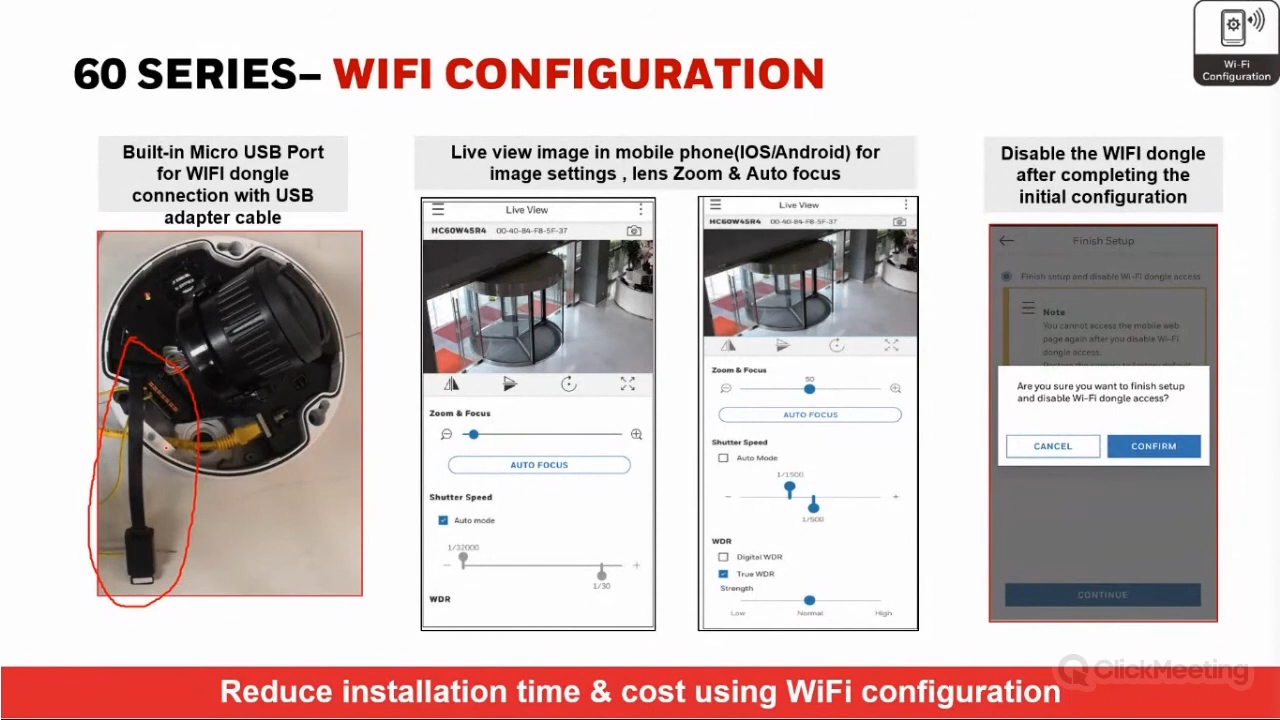 Wi-Fi
Configuration
60 SERIES– WIFI CONFIGURATION
Built-in Micro USB Port
for WIFI dongle
connection with USB
adapter cable
Live view image in mobile phone(IOS/Android) for
image settings , lens Zoom & Auto focus
Live View
HC60W45R4 00-40-84-F8-5F-37
Zoom & Focus
AUTO FOCUS
Shutter Speed
Auto mode
1/32000
1/30
WDR
Live View
HC60W45R4 00-40-84-F8-5F-37
Zoom & Focus
50
AUTO FOCUS
Shutter Speed
Auto Mode
1/1500
1/500
WDR
Digital WDR
True WDR
Strength
Low Normal High
Disable the WIFI dongle
after completing the
initial configuration
Finish Setup
Finish setup and disable Wi-Fi dongle access
Note
You cannot access the mobile web
page again after you disable Wi-Fi
dongle access.
Are you sure you want to finish setup
and disable Wi-Fi dongle access?
CANCEL CONFIRM
CONTINUE
ClickMeeting
Reduce installation time & cost using WiFi configuration